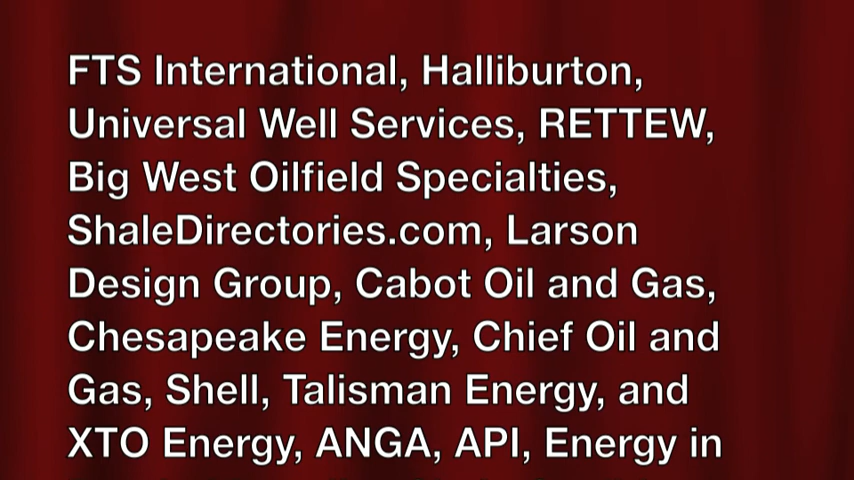 FTS International, Halliburton,
Universal Well Services, RETTEW,
Big West Oilfield Specialties,
ShaleDirectories.com, Larson
Design Group, Cabot Oil and Gas,
Chesapeake Energy, Chief Oil and
Gas, Shell, Talisman Energy, and
XTO Energy, ANGA, API, Energy in